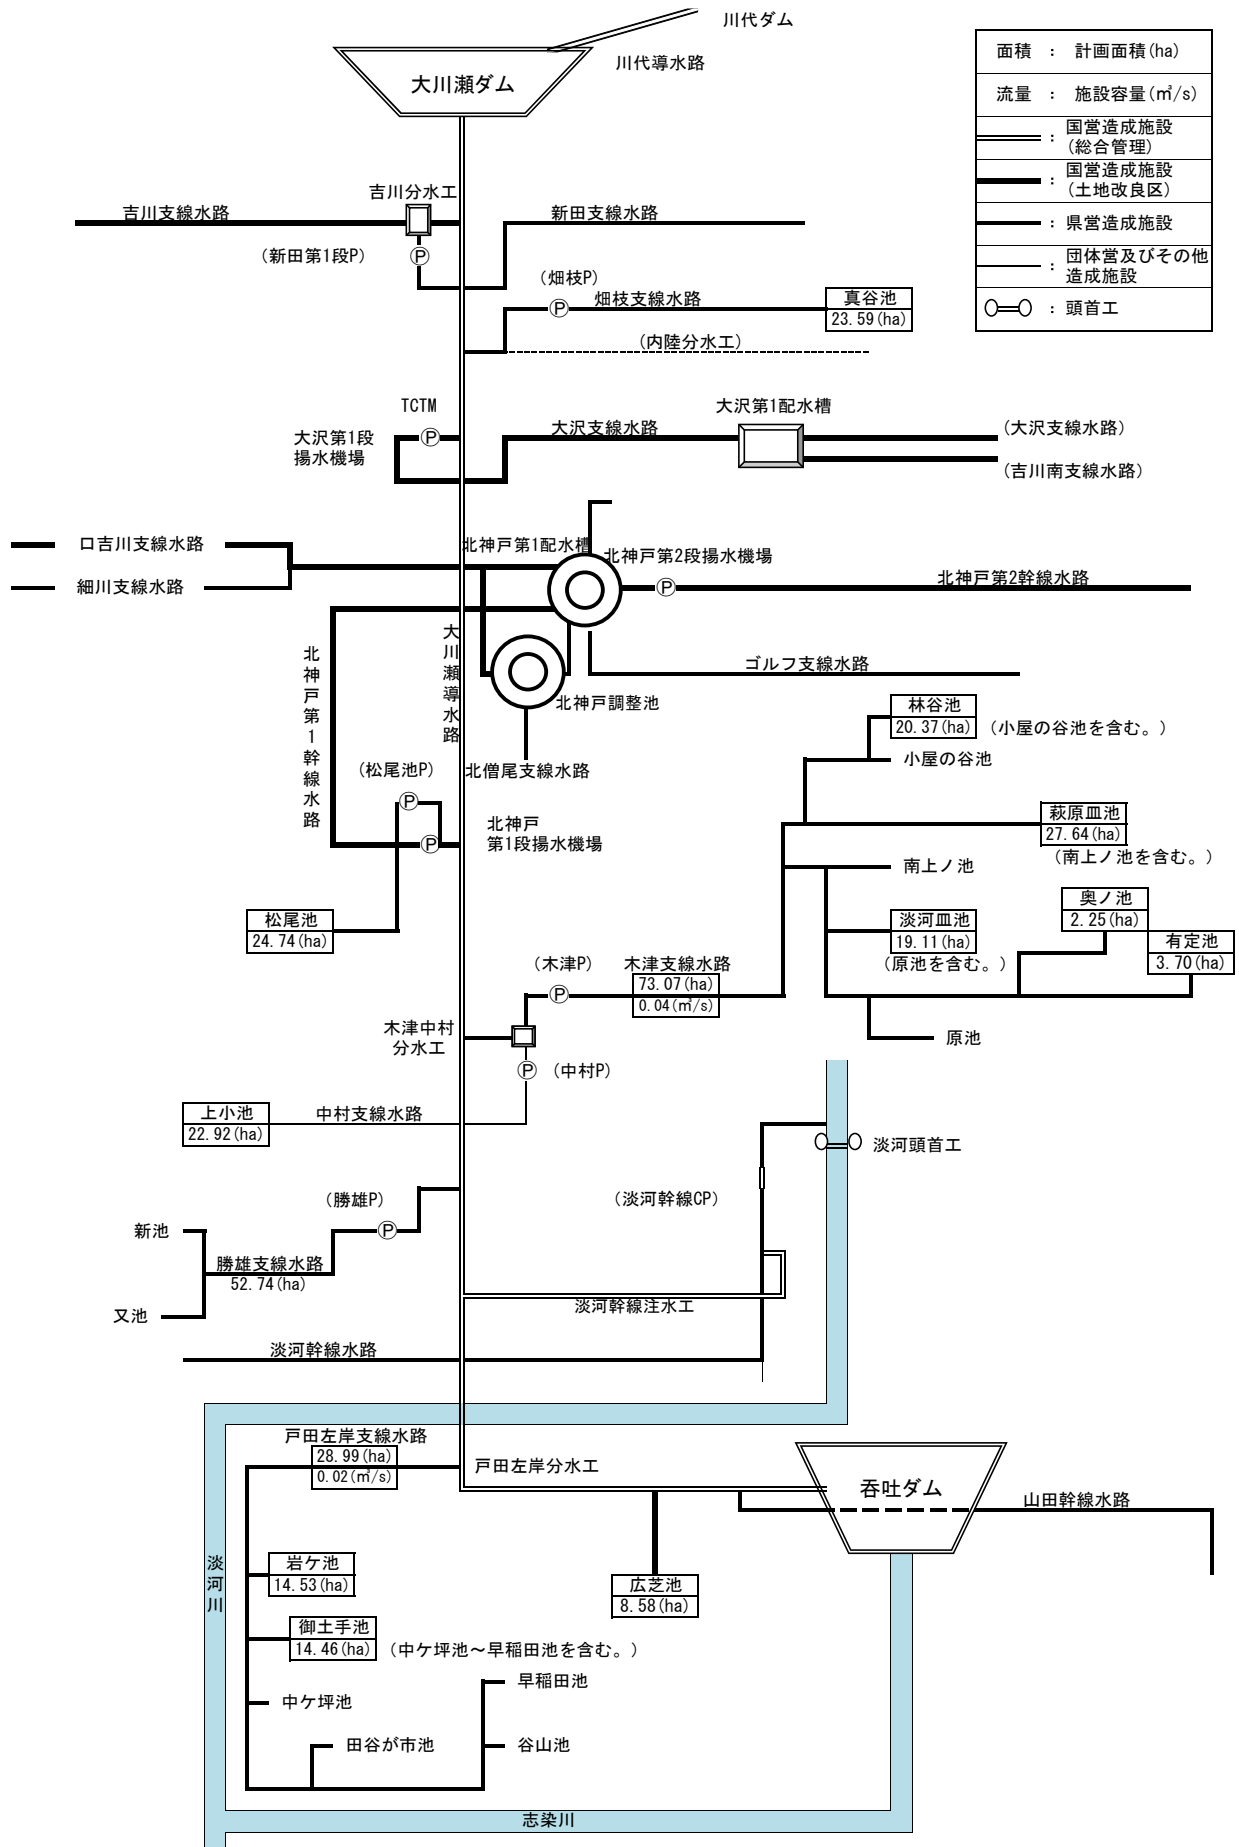 川代ダム
川代導水路
大川瀬ダム
面積 ： 計画面積(ha)
流量 ： 施設容量(㎥/s)
： 国営造成施設
(総合管理)
： 国営造成施設
(土地改良区)
： 県営造成施設
： 団体営及びその他
造成施設
： 頭首工
吉川分水工
吉川支線水路
新田支線水路
(新田第1段P)
P
(畑枝P)
P
畑枝支線水路
真谷池
23.59(ha)
(内陸分水工)
TCTM
大沢第1段
揚水機場
P
大沢支線水路
大沢第1配水槽
(大沢支線水路)
(吉川南支線水路)
口吉川支線水路
細川支線水路
北神戸第1配水槽
北神戸第2段揚水機場
P
北神戸第2幹線水路
大川瀬導水路
北神戸第1幹線水路
ゴルフ支線水路
北神戸調整池
北僧尾支線水路
(松尾池P)
P
P
北神戸
第1段揚水機場
松尾池
24.74(ha)
林谷池
20.37(ha)
(小屋の谷池を含む。)
小屋の谷池
萩原皿池
27.64(ha)
(南上ノ池を含む。)
南上ノ池
奥ノ池
2.25(ha)
淡河皿池
19.11(ha)
(原池を含む。)
有定池
3.70(ha)
原池
(木津P)
P
木津支線水路
73.07(ha)
0.04(㎥/s)
木津中村
分水工
P
(中村P)
上小池
22.92(ha)
中村支線水路
淡河頭首工
(淡河幹線CP)
(勝雄P)
P
新池
勝雄支線水路
52.74(ha)
又池
淡河幹線注水工
淡河幹線水路
戸田左岸支線水路
28.99(ha)
0.02(㎥/s)
戸田左岸分水工
呑吐ダム
山田幹線水路
淡河川
岩ケ池
14.53(ha)
広芝池
8.58(ha)
御土手池
14.46(ha)
(中ケ坪池～早稲田池を含む。)
早稲田池
中ケ坪池
田谷が市池
谷山池
志染川